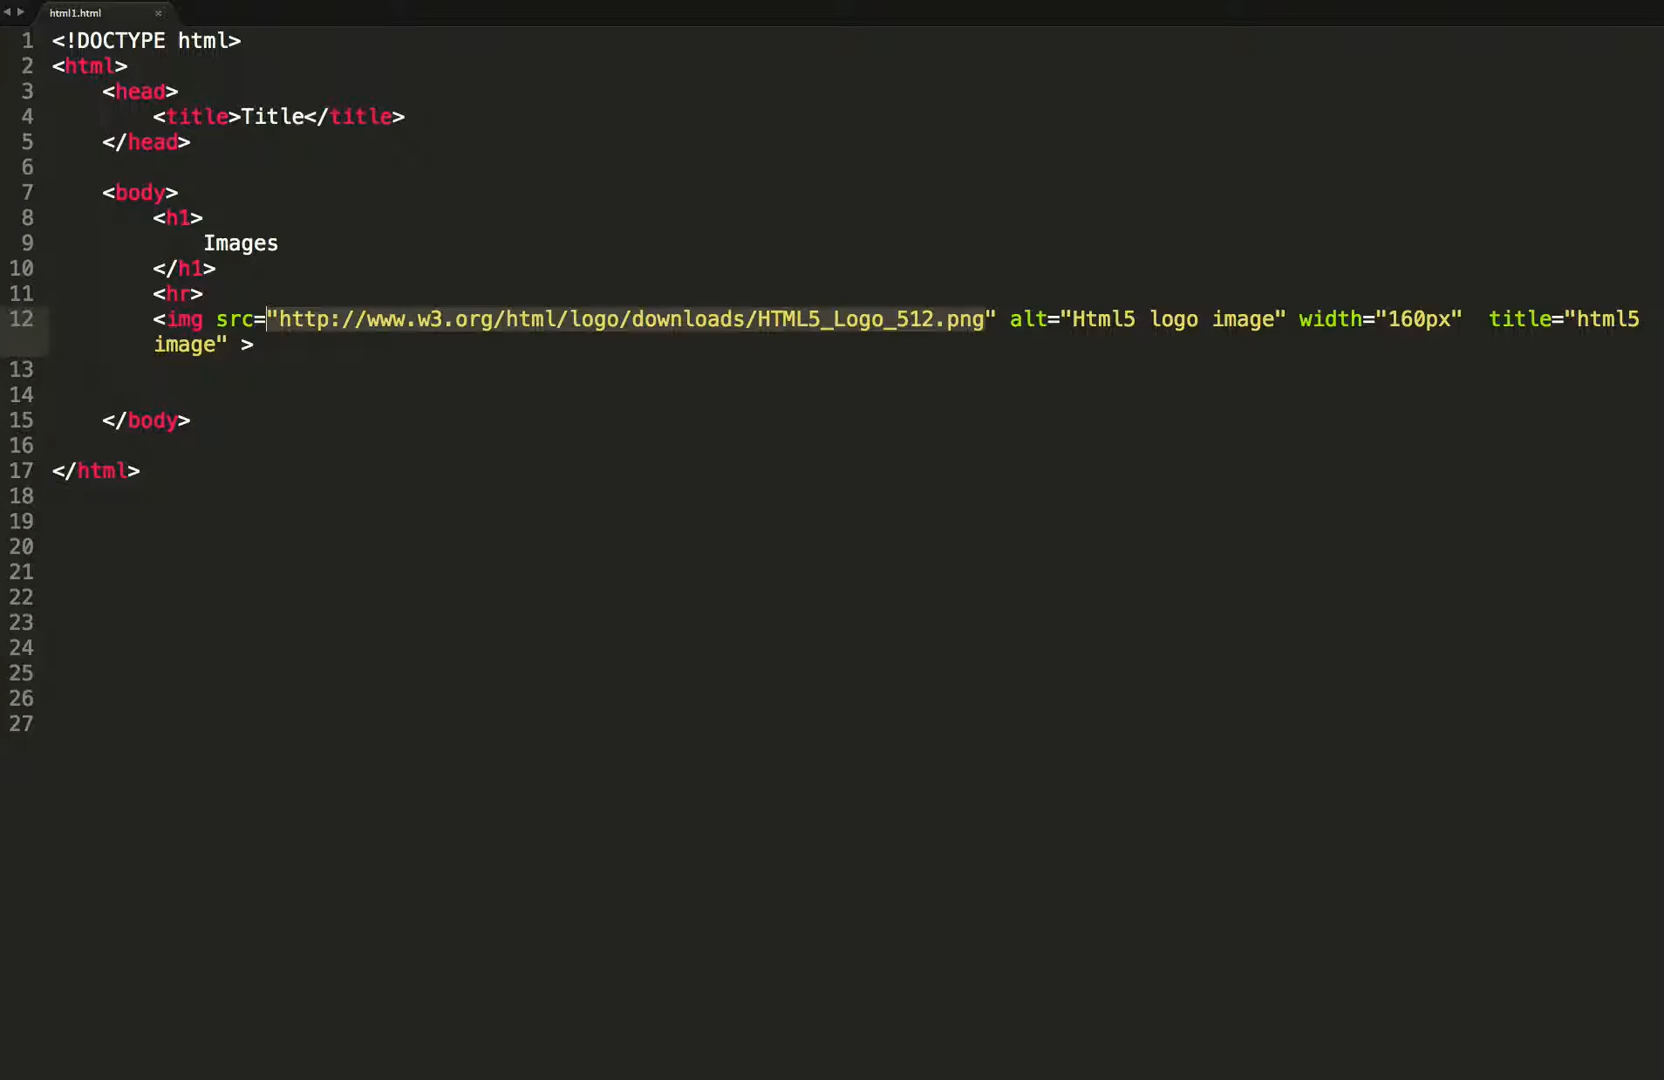 html1.html ×
1 <!DOCTYPE html>
2 <html>
3 <head>
4 <title>Title</title>
5 </head>
6
7 <body>
8 <h1>
9 Images
10 </h1>
11 <hr>
12 <img src="http://www.w3.org/html/logo/downloads/HTML5_Logo_512.png" alt="Html5 logo image" width="160px"  title="html5
image" >
13
14
15 </body>
16
17 </html>
18
19
20
21
22
23
24
25
26
27